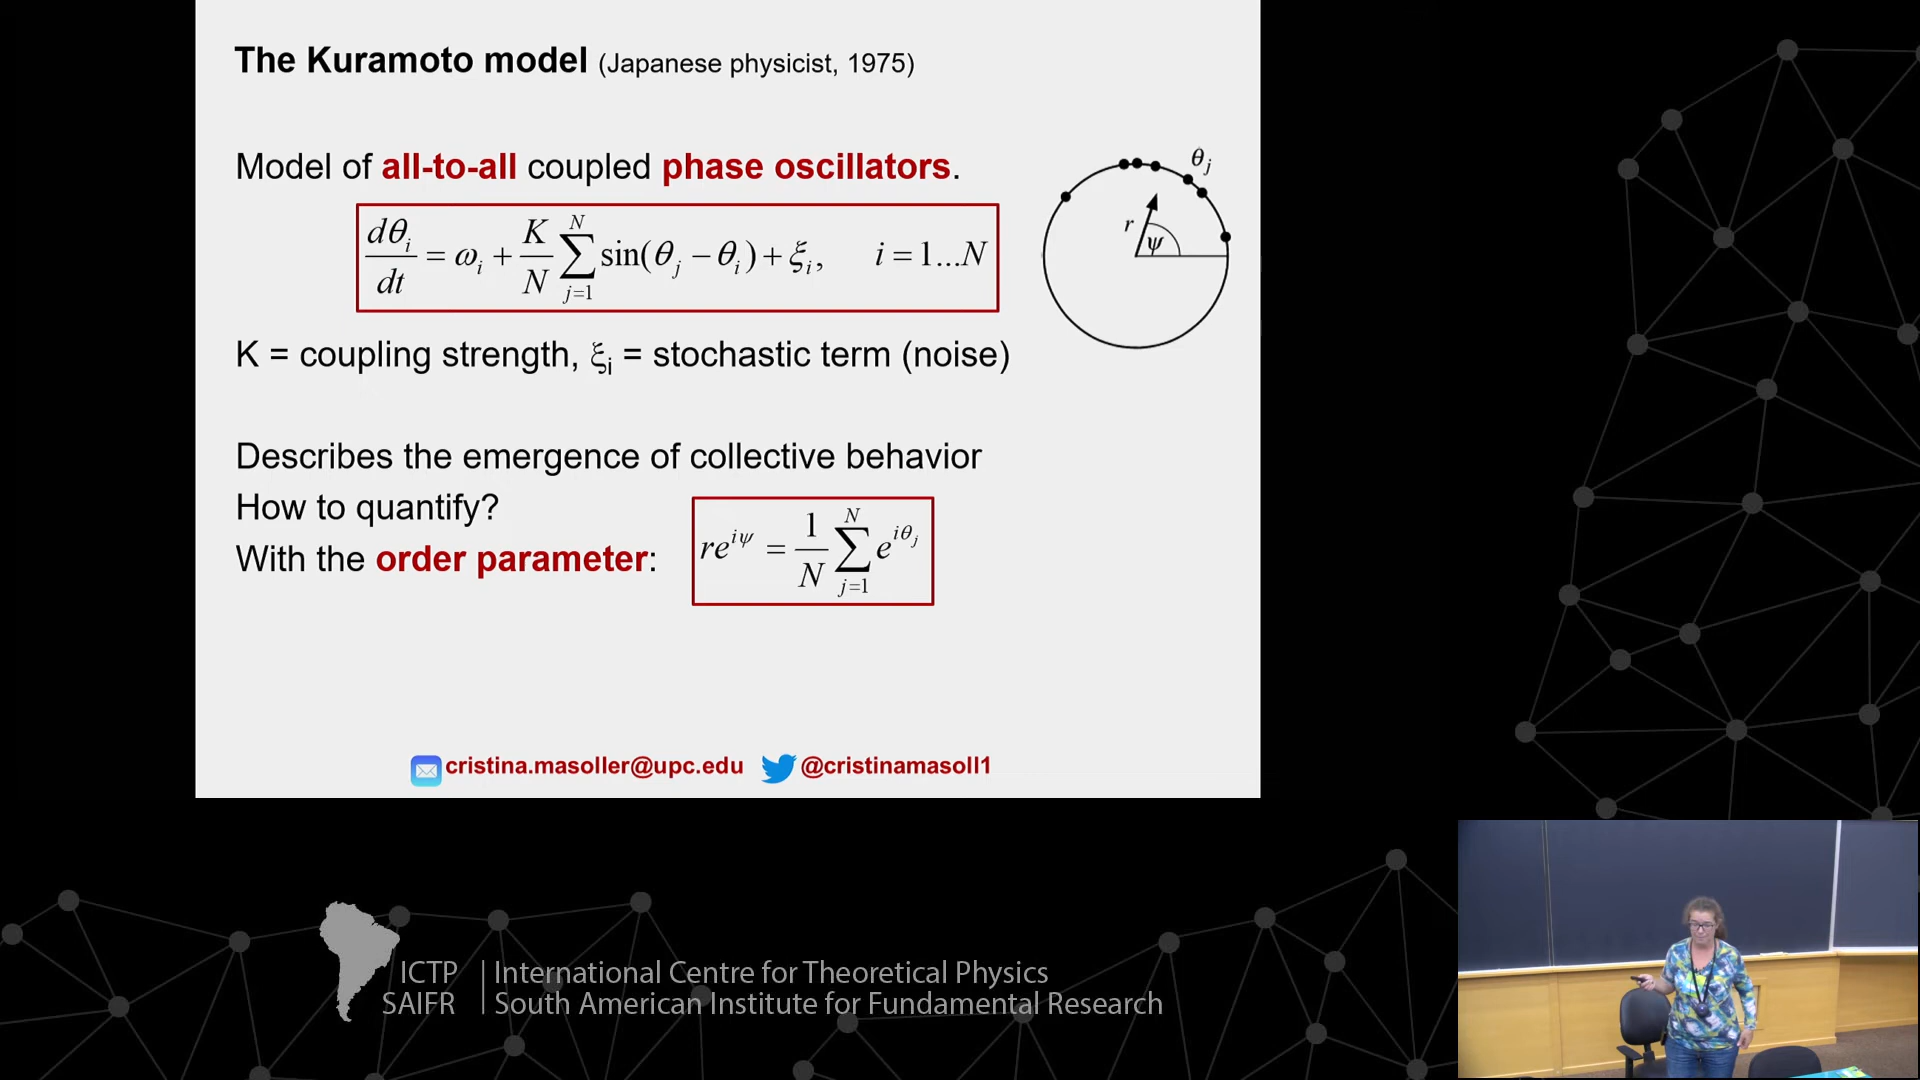 The Kuramoto model (Japanese physicist, 1975)
Model of all-to-all coupled phase oscillators.
dθᵢ/dt = ωᵢ + K/N ∑_{j=1}^{N} sin(θⱼ − θᵢ) + ξᵢ, i = 1...N
θⱼ
r
ψ
K = coupling strength, ξᵢ = stochastic term (noise)
Describes the emergence of collective behavior
How to quantify?
With the order parameter:
re^{iψ} = 1/N ∑_{j=1}^{N} e^{iθⱼ}
cristina.masoller@upc.edu @cristinamasoll1
ICTP | International Centre for Theoretical Physics
SAIFR | South American Institute for Fundamental Research